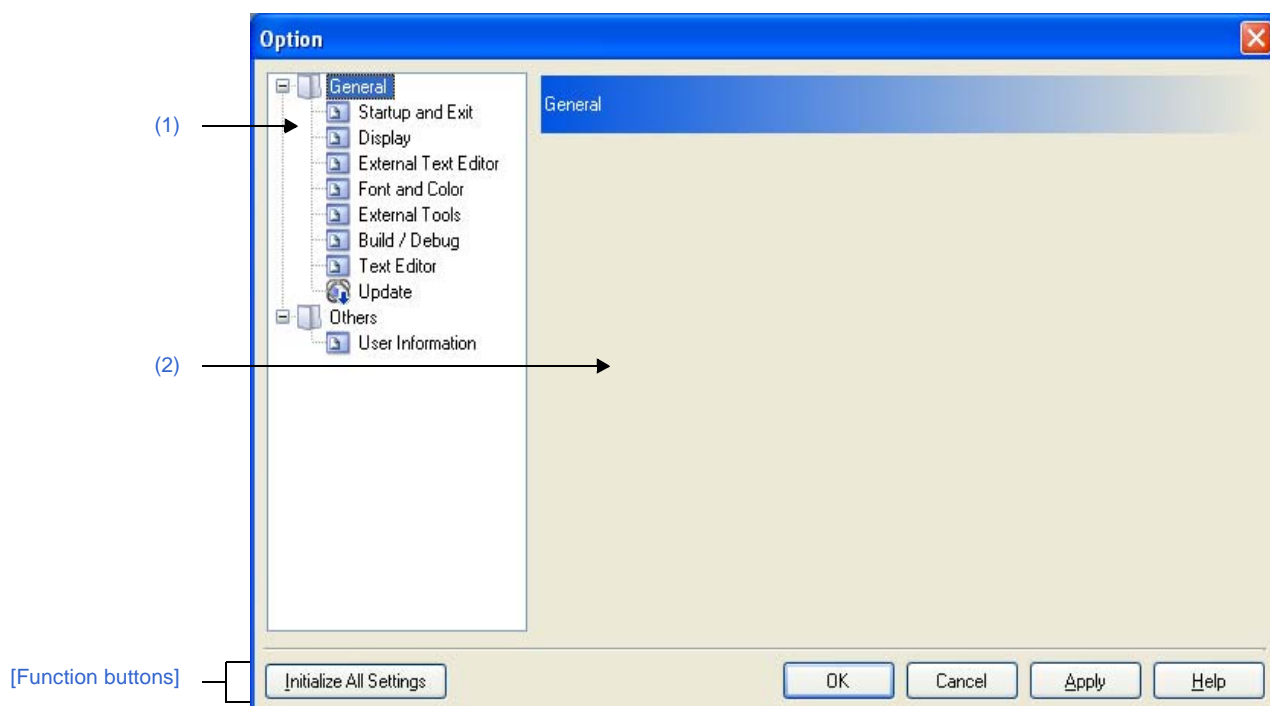 Option
General
General
Startup and Exit
(1)
Display
External Text Editor
Font and Color
External Tools
Build / Debug
Text Editor
Update
Others
User Information
(2)
[Function buttons]
Initialize All Settings
OK
Cancel
Apply
Help